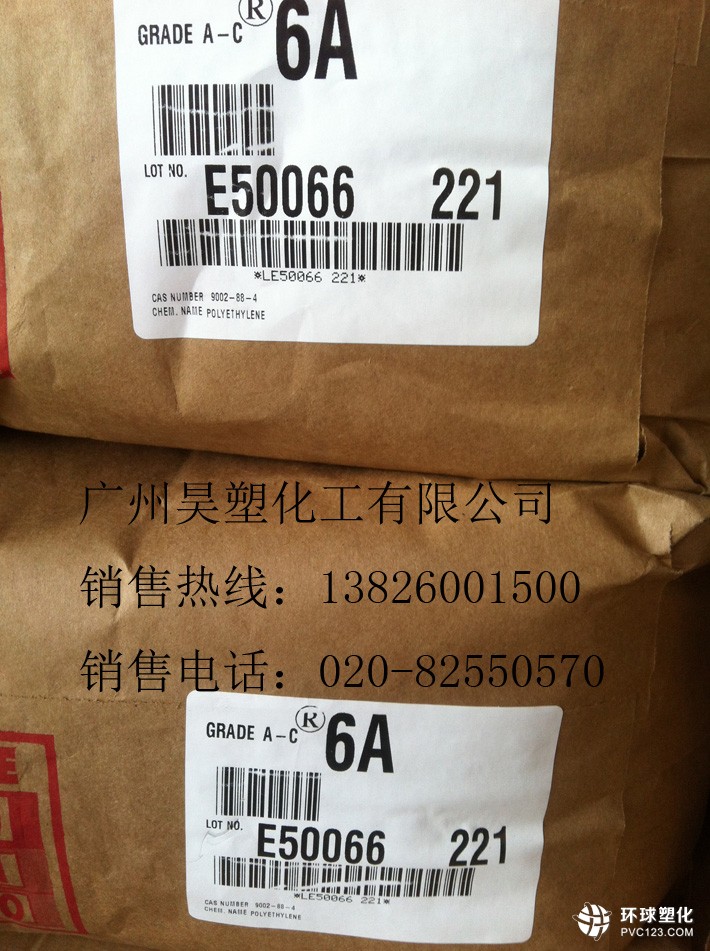 GRADE A-C® 6A
LOT NO. E50066 221
*LE50066 221*
CAS NUMBER 9002-88-4
CHEM. NAME POLYETHYLENE
广州昊塑化工有限公司
销售热线：13826001500
销售电话：020-82550570
GRADE A-C® 6A
LOT NO. E50066 221
*LE50066 221*
CAS NUMBER 9002-88-4
CHEM. NAME POLYETHYLENE
环球塑化
PVC123.COM